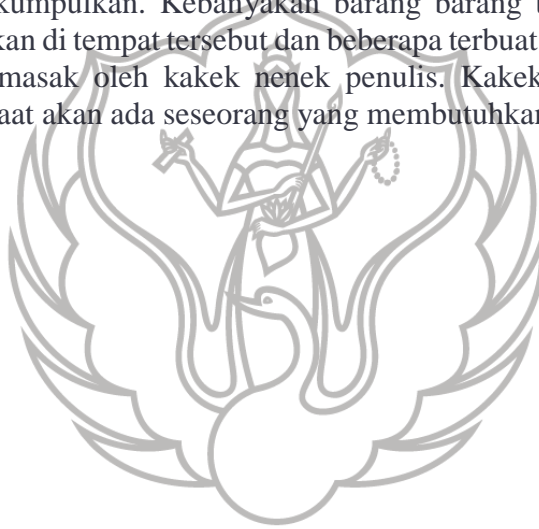 kumpulkan. Kebanyakan barang barang
kan di tempat tersebut dan beberapa terbuat
masak oleh kakek nenek penulis. Kakek
aat akan ada seseorang yang membutuhkan